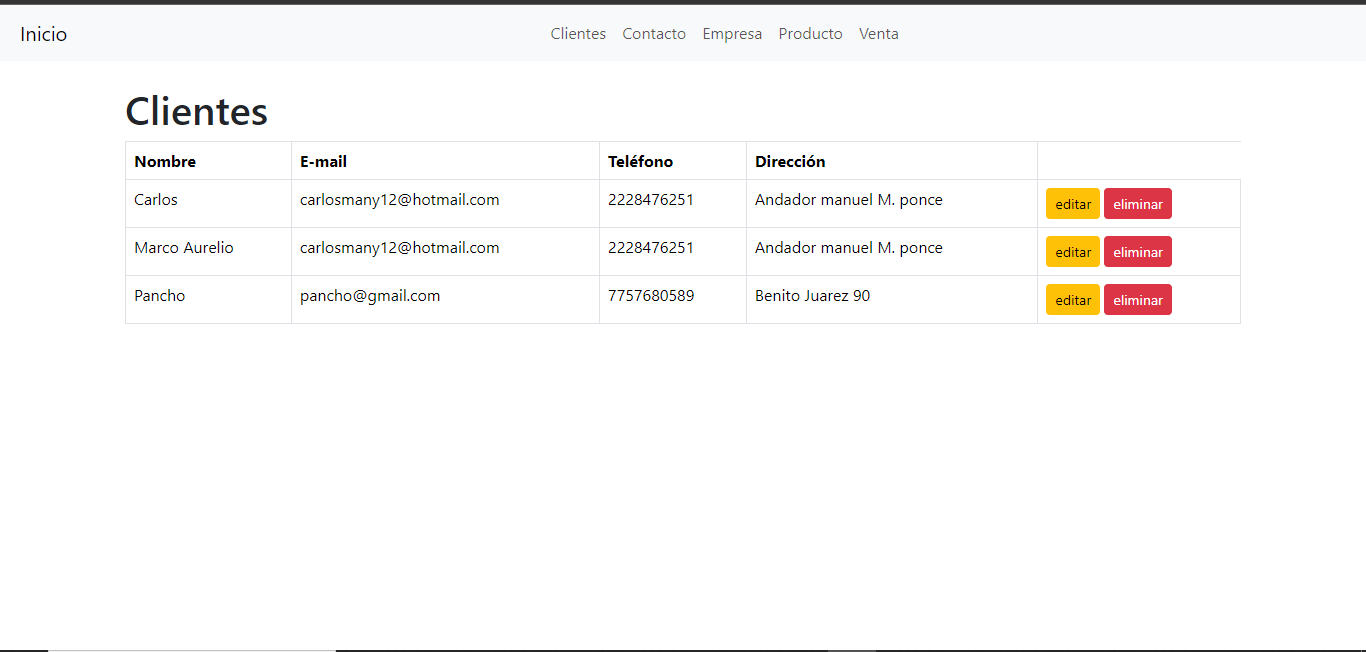 Inicio Clientes Contacto Empresa Producto Venta
Clientes
Nombre E-mail Teléfono Dirección
Carlos carlosmany12@hotmail.com 2228476251 Andador manuel M. ponce editar eliminar
Marco Aurelio carlosmany12@hotmail.com 2228476251 Andador manuel M. ponce editar eliminar
Pancho pancho@gmail.com 7757680589 Benito Juarez 90 editar eliminar